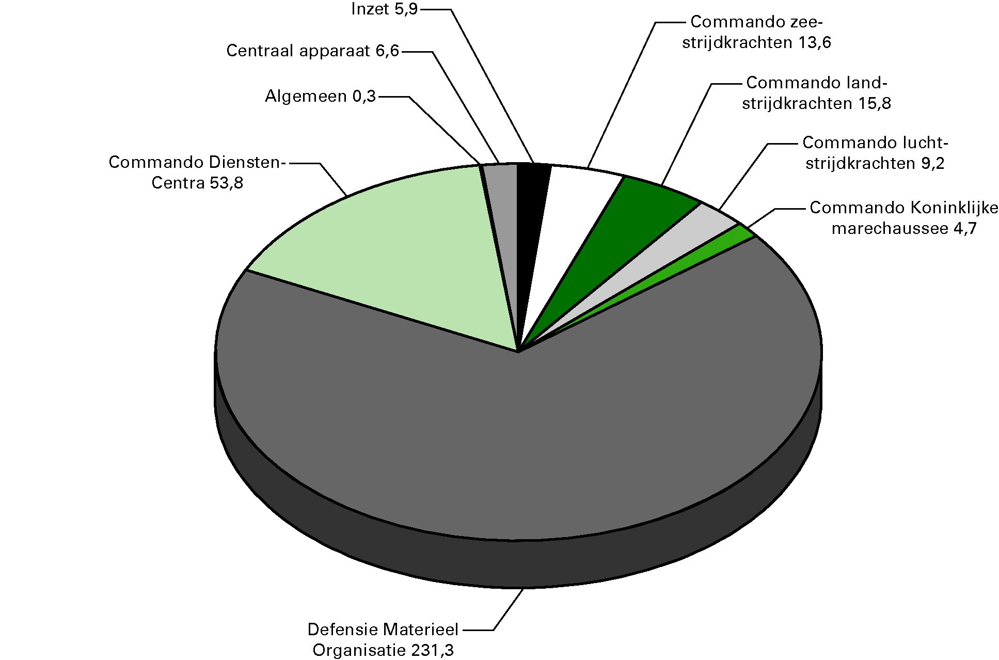 Inzet 5,9
Commando zee-
strijdkrachten 13,6
Centraal apparaat 6,6
Commando land-
strijdkrachten 15,8
Algemeen 0,3
Commando lucht-
strijdkrachten 9,2
Commando Diensten-
Centra 53,8
Commando Koninklijke
marechaussee 4,7
Defensie Materieel
Organisatie 231,3